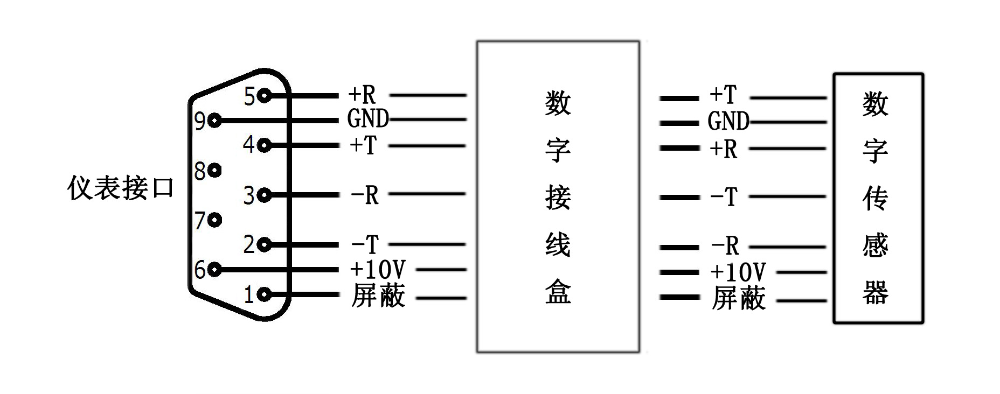 仪表接口
5 +R
9 GND
4 +T
8
3 -R
7
2 -T
6 +10V
1 屏蔽
数字接线盒
+T
GND
+R
-T
-R
+10V
屏蔽
数字传感器